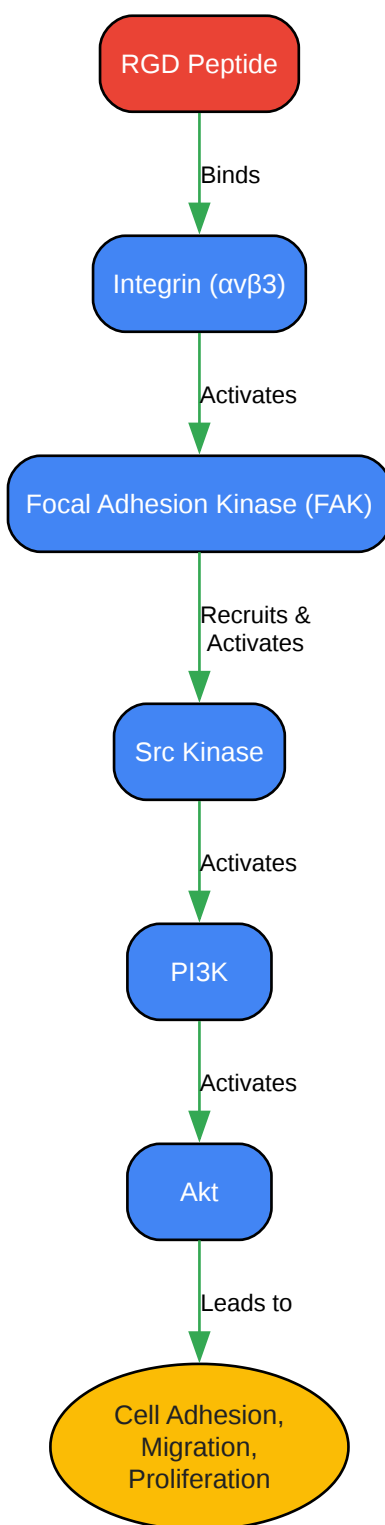 RGD Peptide
Binds
Integrin (αvβ3)
Activates
Focal Adhesion Kinase (FAK)
Recruits &
Activates
Src Kinase
Activates
PI3K
Activates
Akt
Leads to
Cell Adhesion,
Migration,
Proliferation